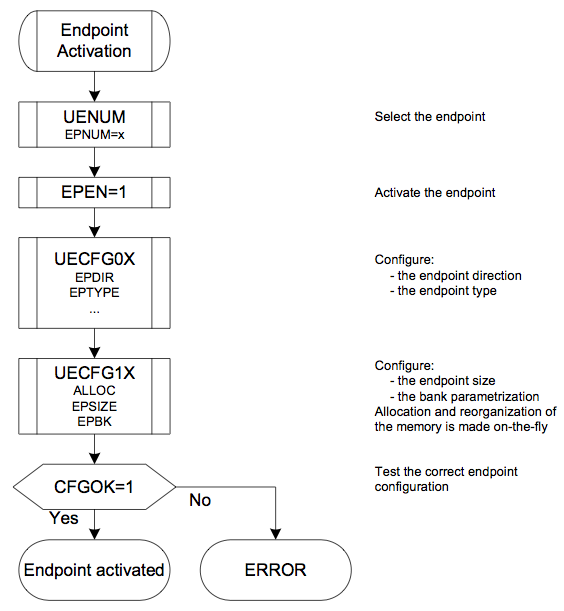 Endpoint
Activation
UENUM
EPNUM=x
Select the endpoint
EPEN=1
Activate the endpoint
UECFG0X
EPDIR
EPTYPE
...
Configure:
- the endpoint direction
- the endpoint type
UECFG1X
ALLOC
EPSIZE
EPBK
Configure:
- the endpoint size
- the bank parametrization
Allocation and reorganization of
the memory is made on-the-fly
CFGOK=1
Test the correct endpoint
configuration
No
Yes
Endpoint activated
ERROR